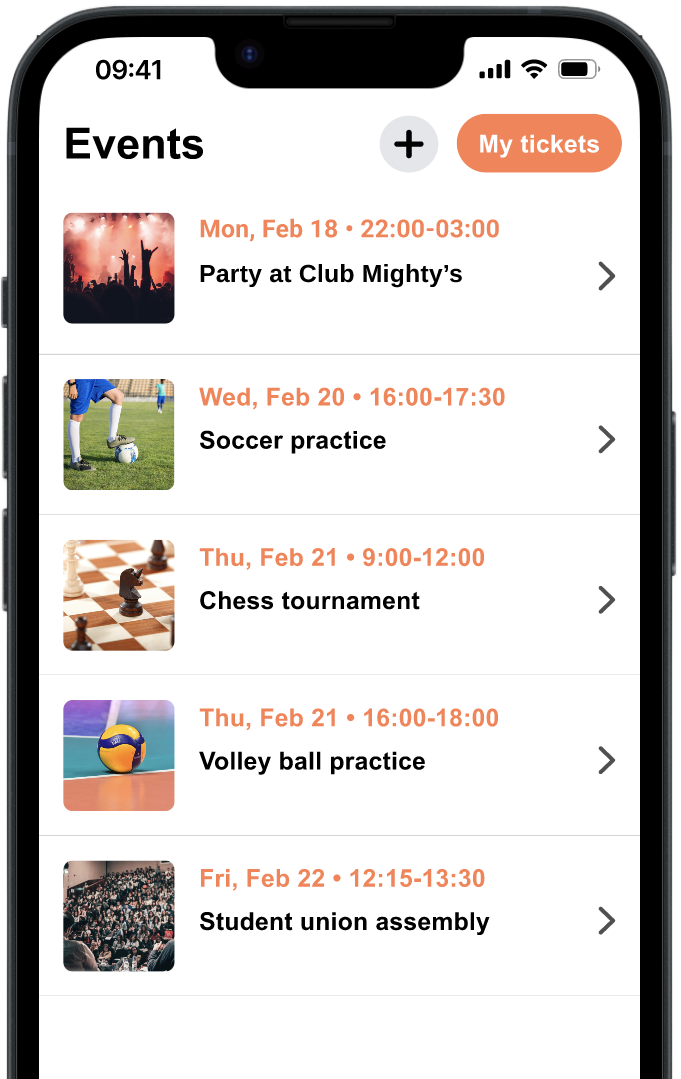 09:41
Events
My tickets
Mon, Feb 18 • 22:00-03:00
Party at Club Mighty’s
Wed, Feb 20 • 16:00-17:30
Soccer practice
Thu, Feb 21 • 9:00-12:00
Chess tournament
Thu, Feb 21 • 16:00-18:00
Volley ball practice
Fri, Feb 22 • 12:15-13:30
Student union assembly